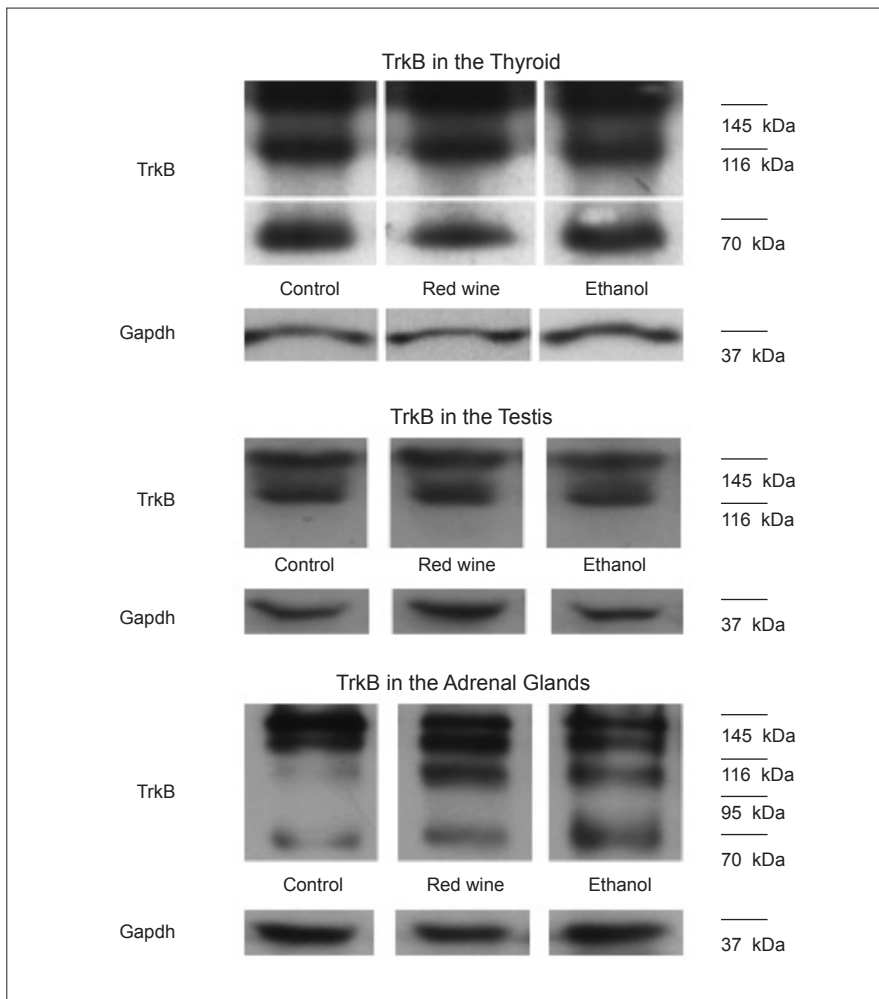 TrkB in the Thyroid
145 kDa
TrkB
116 kDa
70 kDa
Control Red wine Ethanol
Gapdh
37 kDa
TrkB in the Testis
145 kDa
TrkB
116 kDa
Control Red wine Ethanol
Gapdh
37 kDa
TrkB in the Adrenal Glands
145 kDa
116 kDa
TrkB
95 kDa
70 kDa
Control Red wine Ethanol
Gapdh
37 kDa